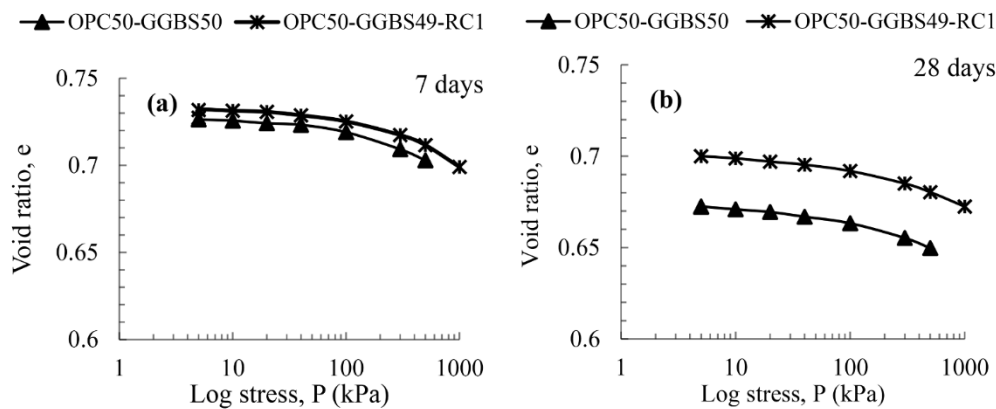 OPC50-GGBS50 OPC50-GGBS49-RC1
0.75
0.7
0.65
0.6
(a)
7 days
Void ratio, e
1 10 100 1000
Log stress, P (kPa)
OPC50-GGBS50 OPC50-GGBS49-RC1
0.75
0.7
0.65
0.6
(b)
28 days
Void ratio, e
1 10 100 1000
Log stress, P (kPa)